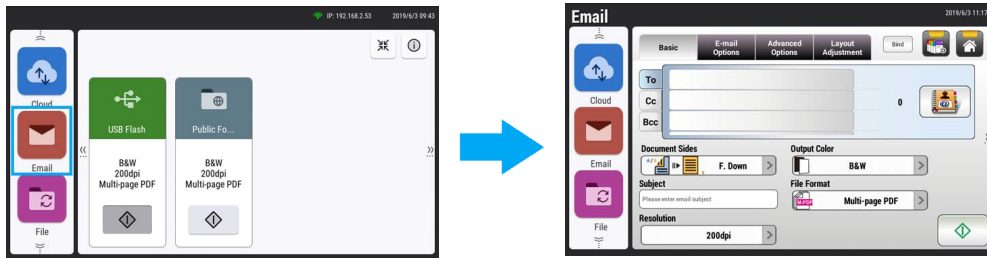 IP: 192.168.2.53 2019/6/3 09:43
Cloud
Email
File
USB Flash
B&W
200dpi
Multi-page PDF
Public Fo...
B&W
200dpi
Multi-page PDF
Email
2019/6/3 11:17
Cloud
Email
File
Basic
E-mail
Options
Advanced
Options
Layout
Adjustment
Bind
To
Cc
Bcc
0
Document Sides
F. Down
Output Color
B&W
Subject
Please enter email subject
File Format
M-PDF
Multi-page PDF
Resolution
200dpi